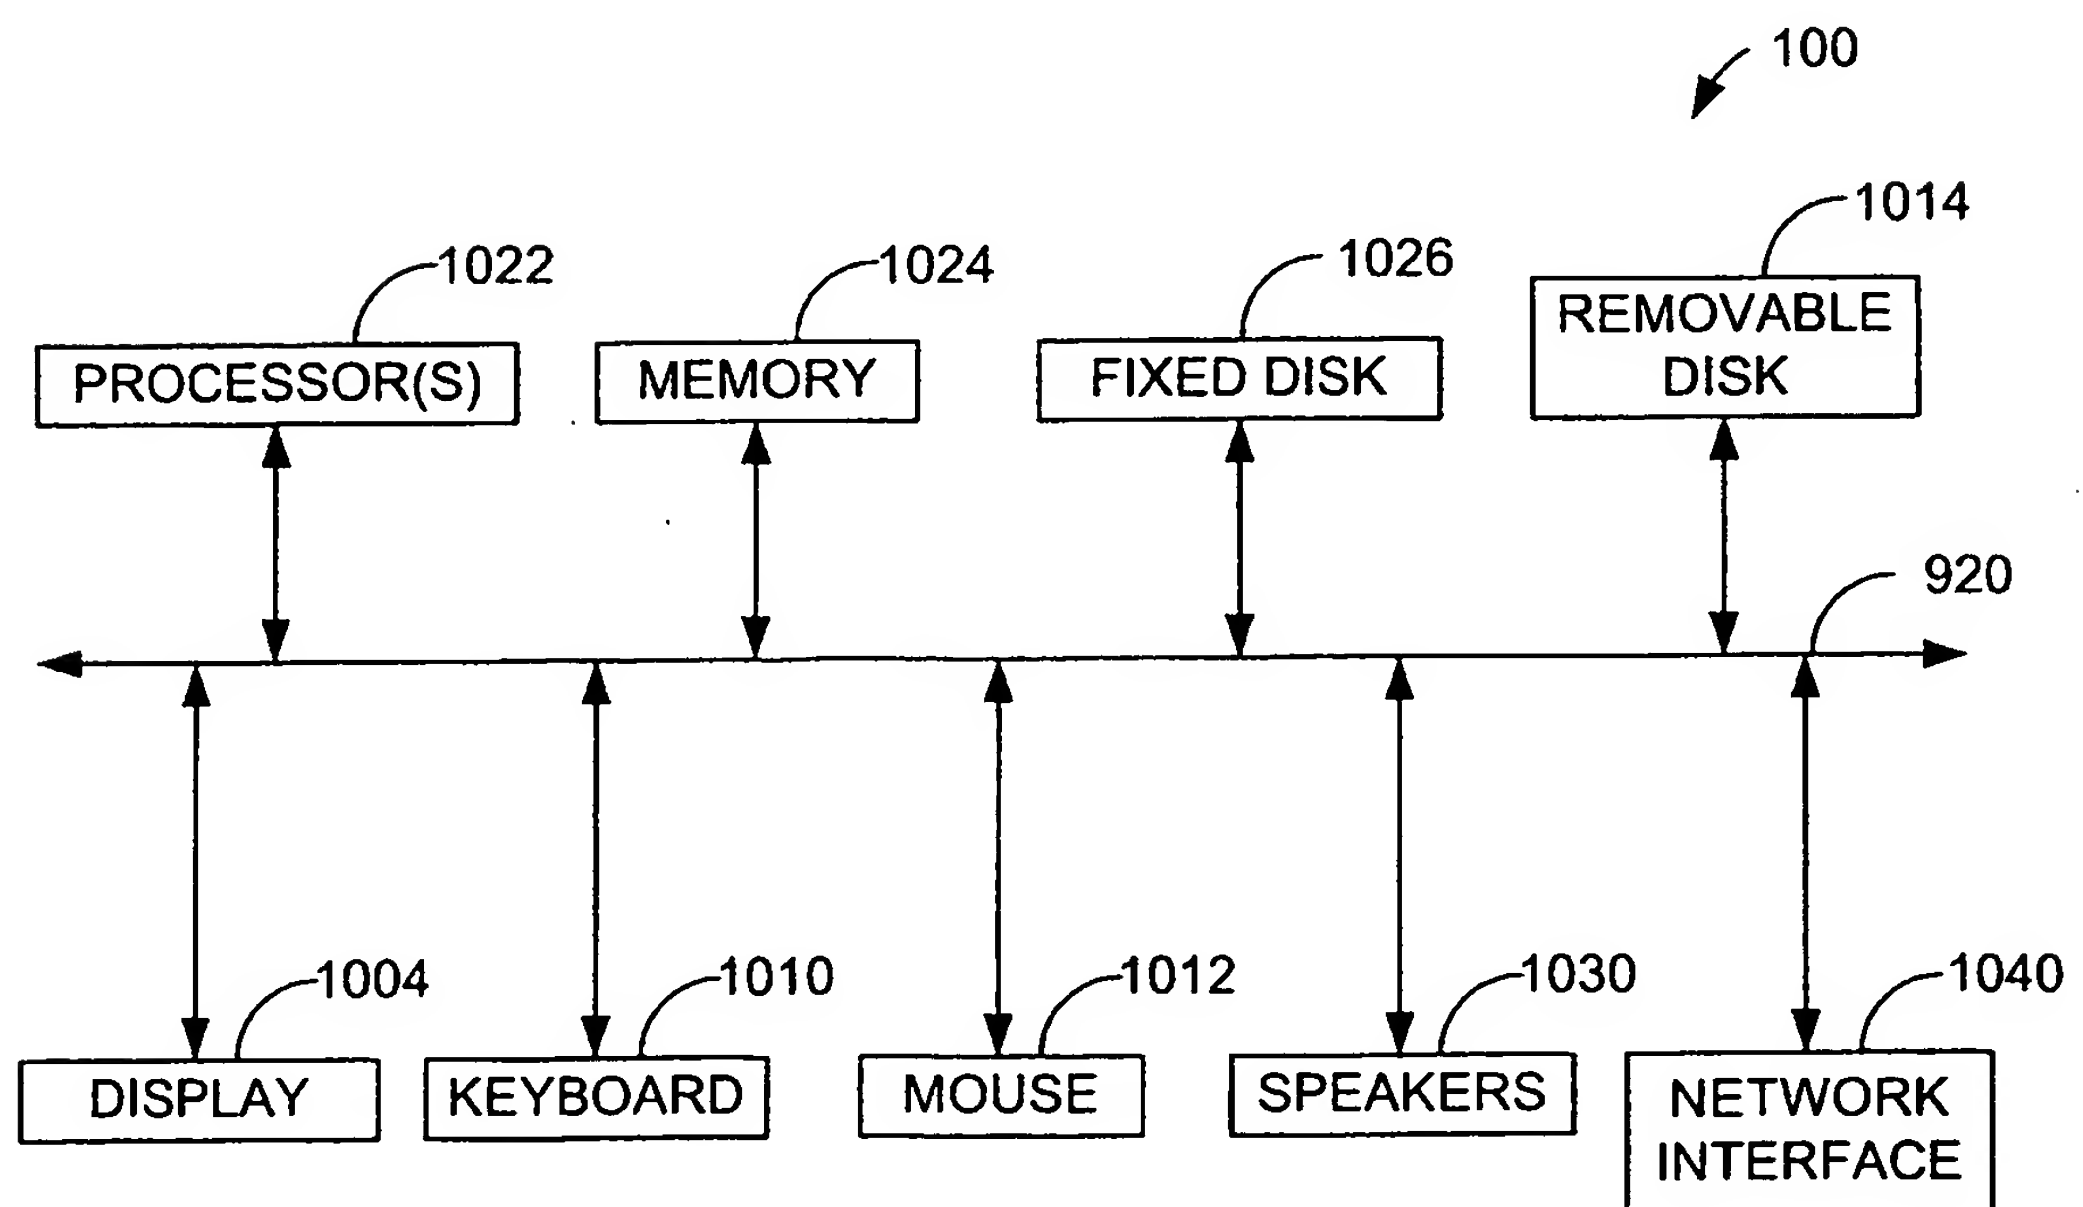 100
1014
1022
1024
1026
REMOVABLE
DISK
PROCESSOR(S)
MEMORY
FIXED DISK
920
1004
1010
1012
1030
1040
DISPLAY
KEYBOARD
MOUSE
SPEAKERS
NETWORK
INTERFACE